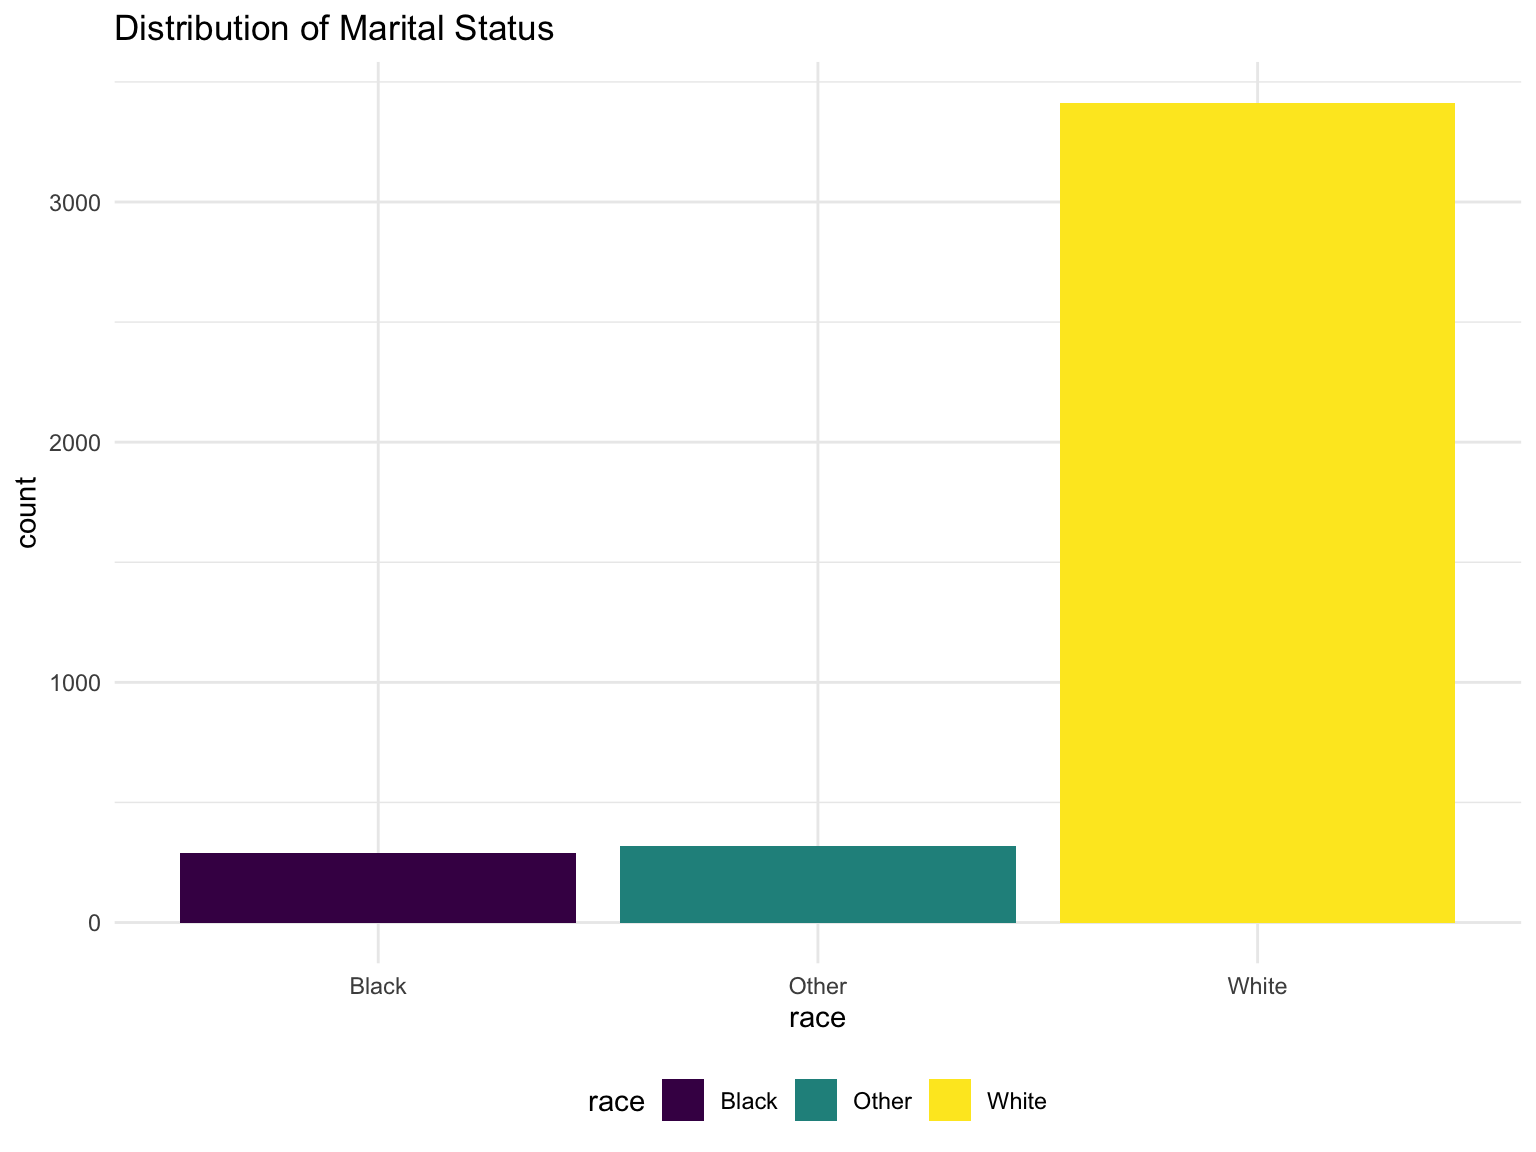 Distribution of Marital Status
3000
2000
1000
0
count
Black Other White
race
race Black Other White